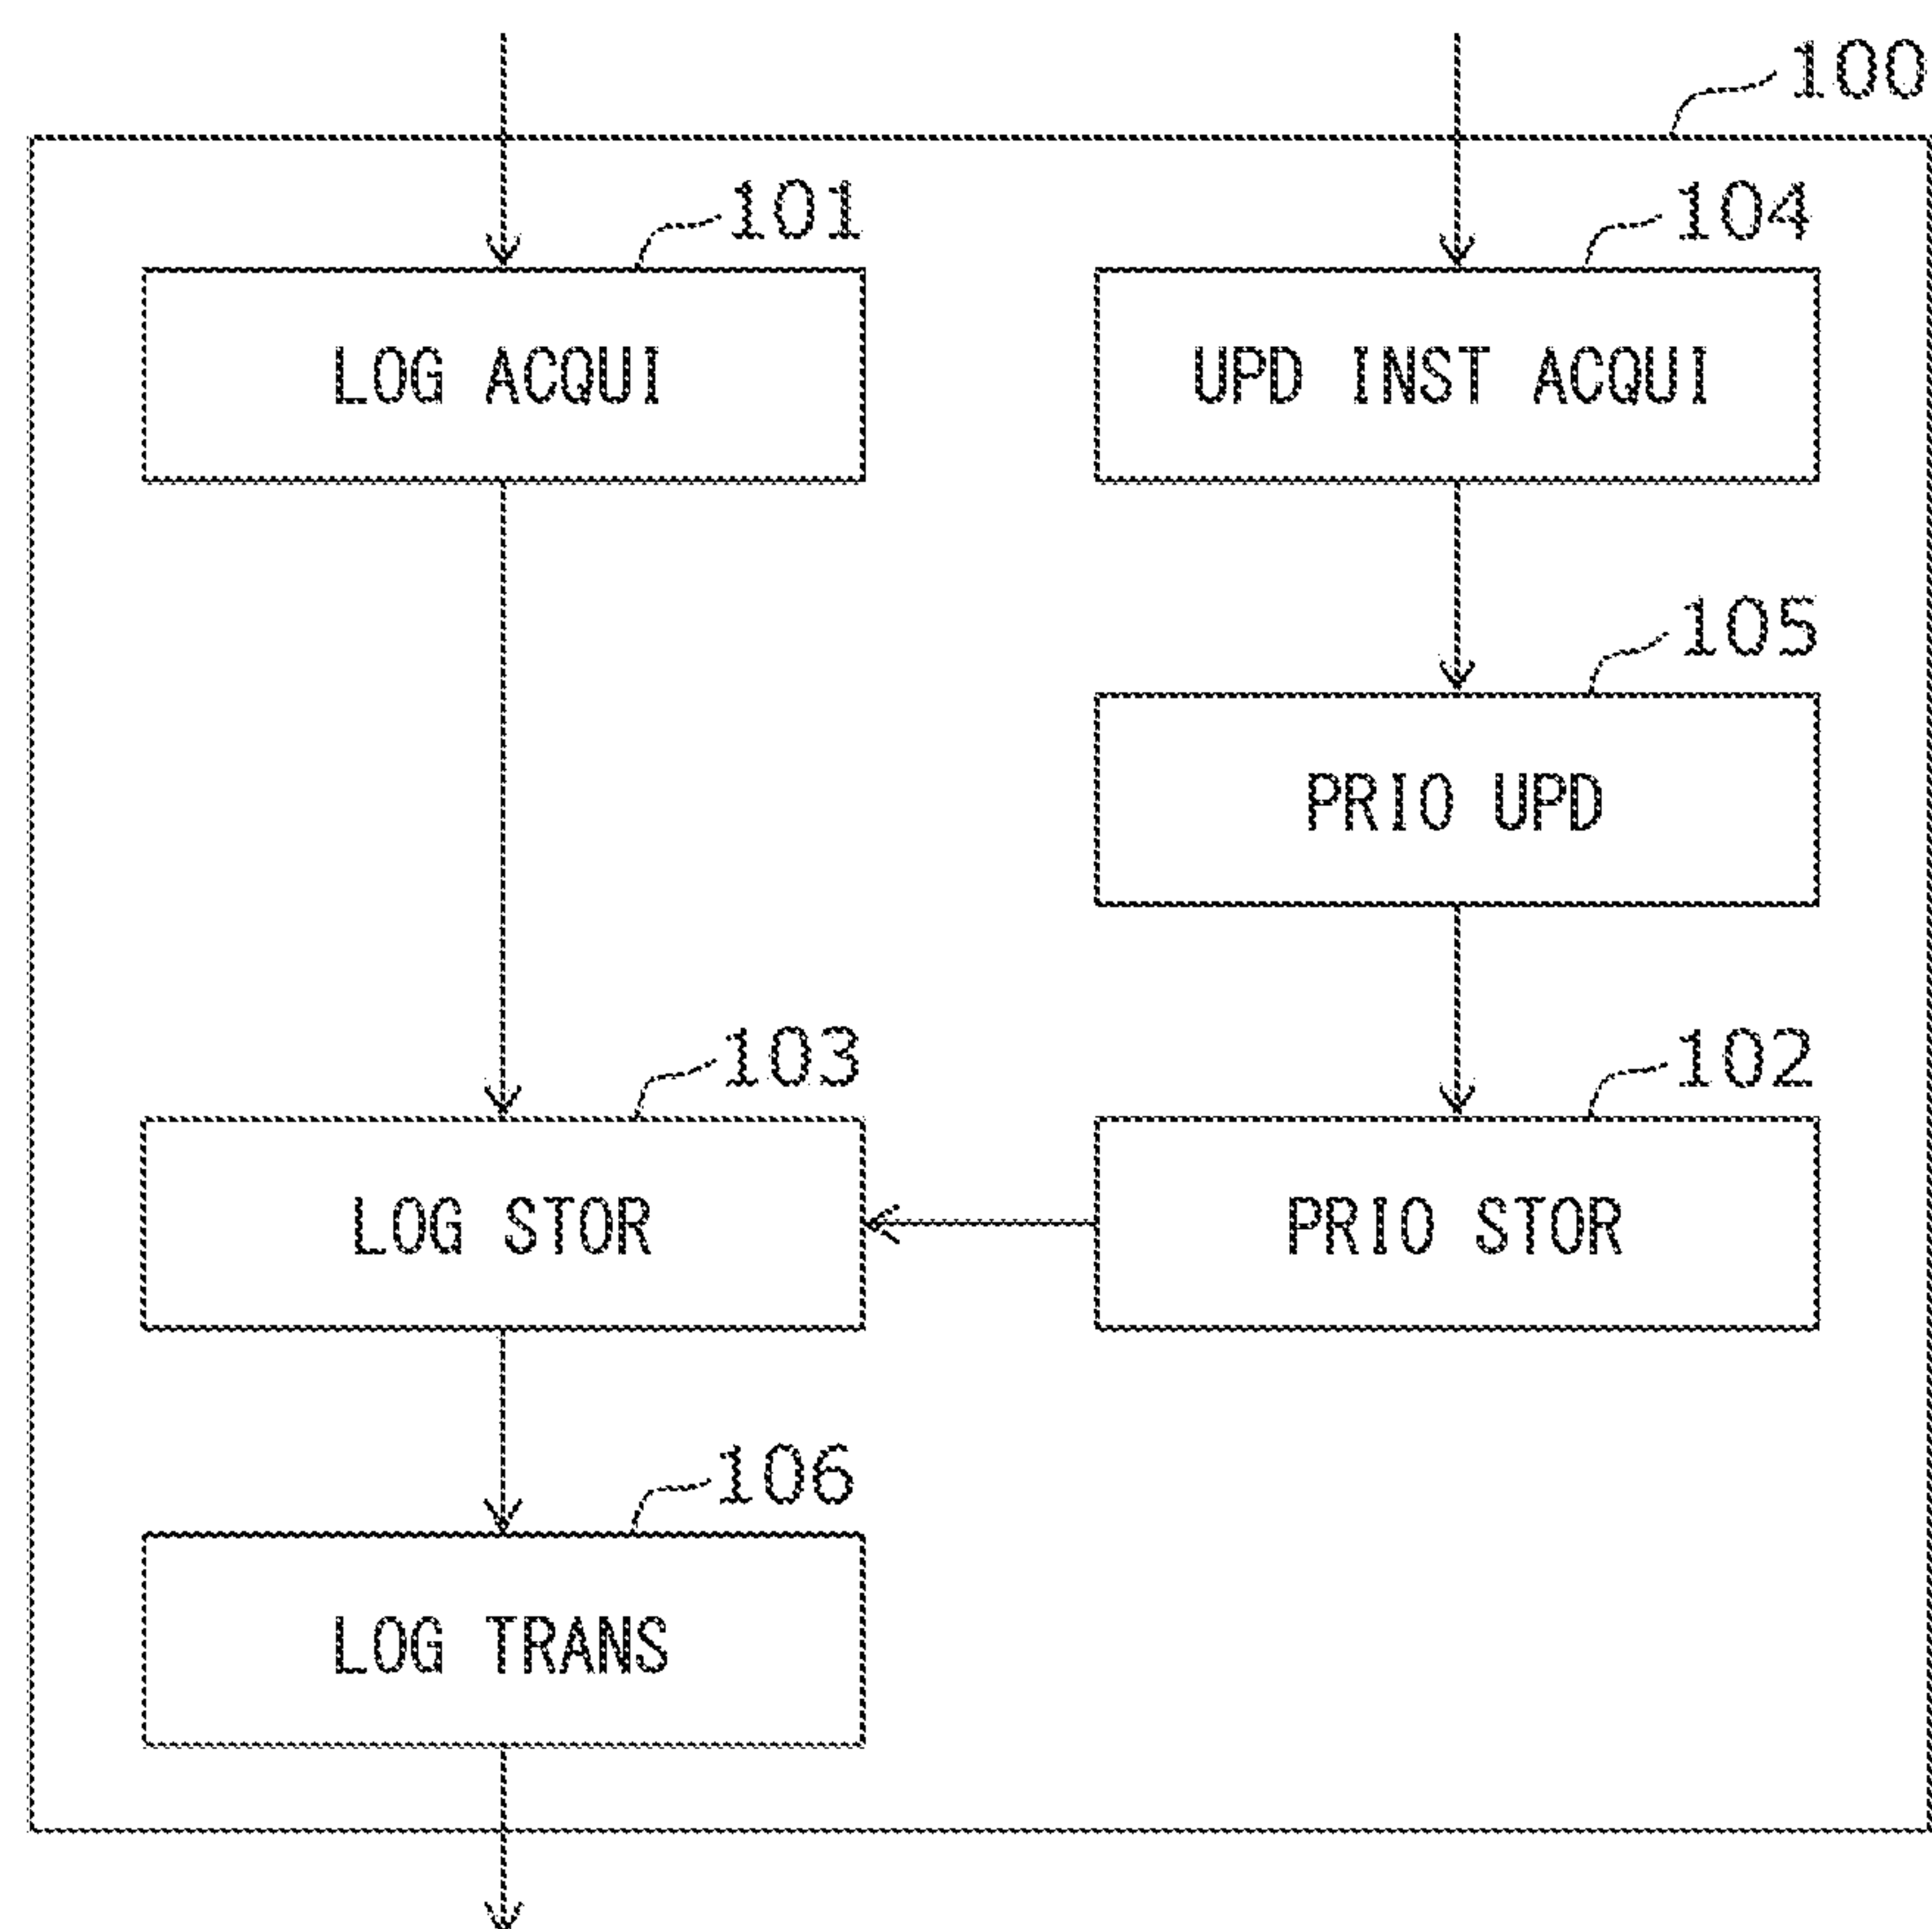 100
101
104
LOG ACQUI
UPD INST ACQUI
105
PRIO UPD
103
102
LOG STOR
PRIO STOR
106
LOG TRANS